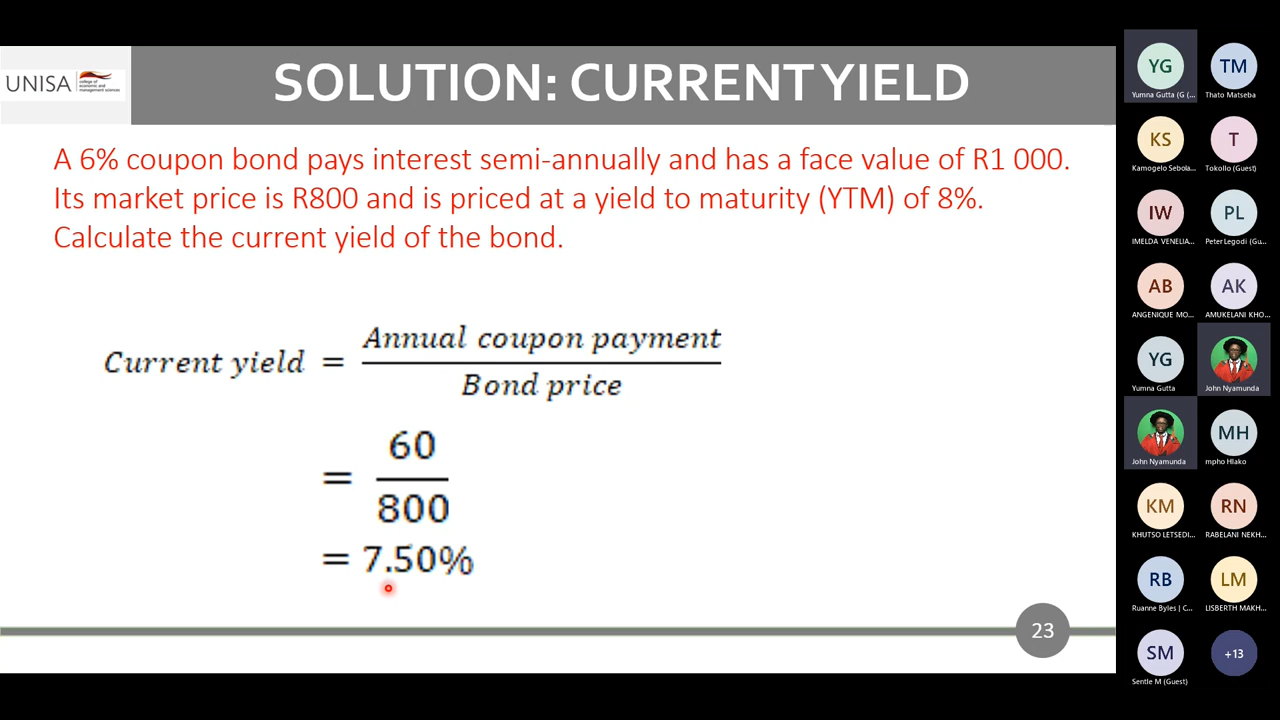 UNISA
college of
economic and
management sciences
SOLUTION: CURRENT YIELD
A 6% coupon bond pays interest semi-annually and has a face value of R1 000.
Its market price is R800 and is priced at a yield to maturity (YTM) of 8%.
Calculate the current yield of the bond.
Current yield = Annual coupon payment
Bond price
= 60
800
= 7.50%
23
YG TM
Yumna Gutta (G (... Thato Matseba
KS T
Kamogelo Sebola... Tokollo (Guest)
IW PL
IMELDA VENELIA... Peter Legodi (Gu...
AB AK
ANGENIQUE MO... AMUKELANI KHO...
YG
Yumna Gutta John Nyamunda
MH
John Nyamunda mpho Hlako
KM RN
KHUTSO LETSEDI... RABELANI NEKH...
RB LM
Ruanne Byles | C... LISBERTH MAKH...
SM +13
Sentle M (Guest)